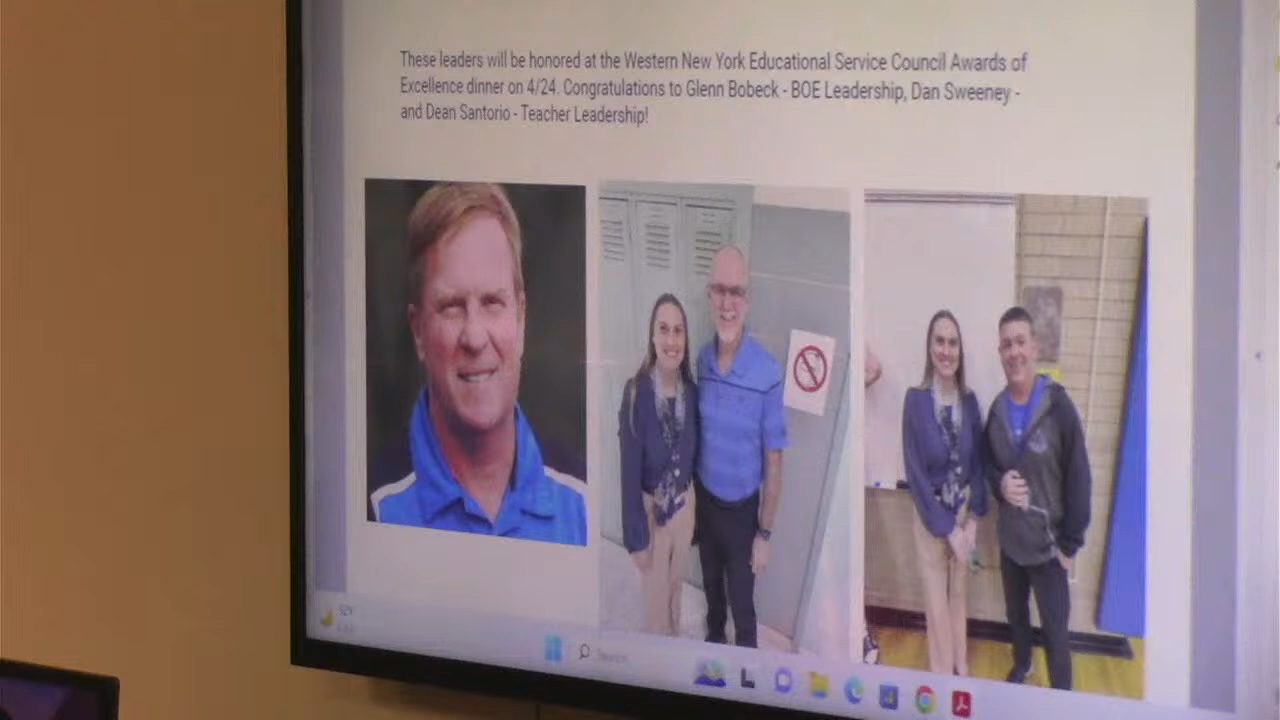 These leaders will be honored at the Western New York Educational Service Council Awards of
Excellence dinner on 4/24. Congratulations to Glenn Bobeck - BOE Leadership, Dan Sweeney -
and Dean Santorio - Teacher Leadership!
Search